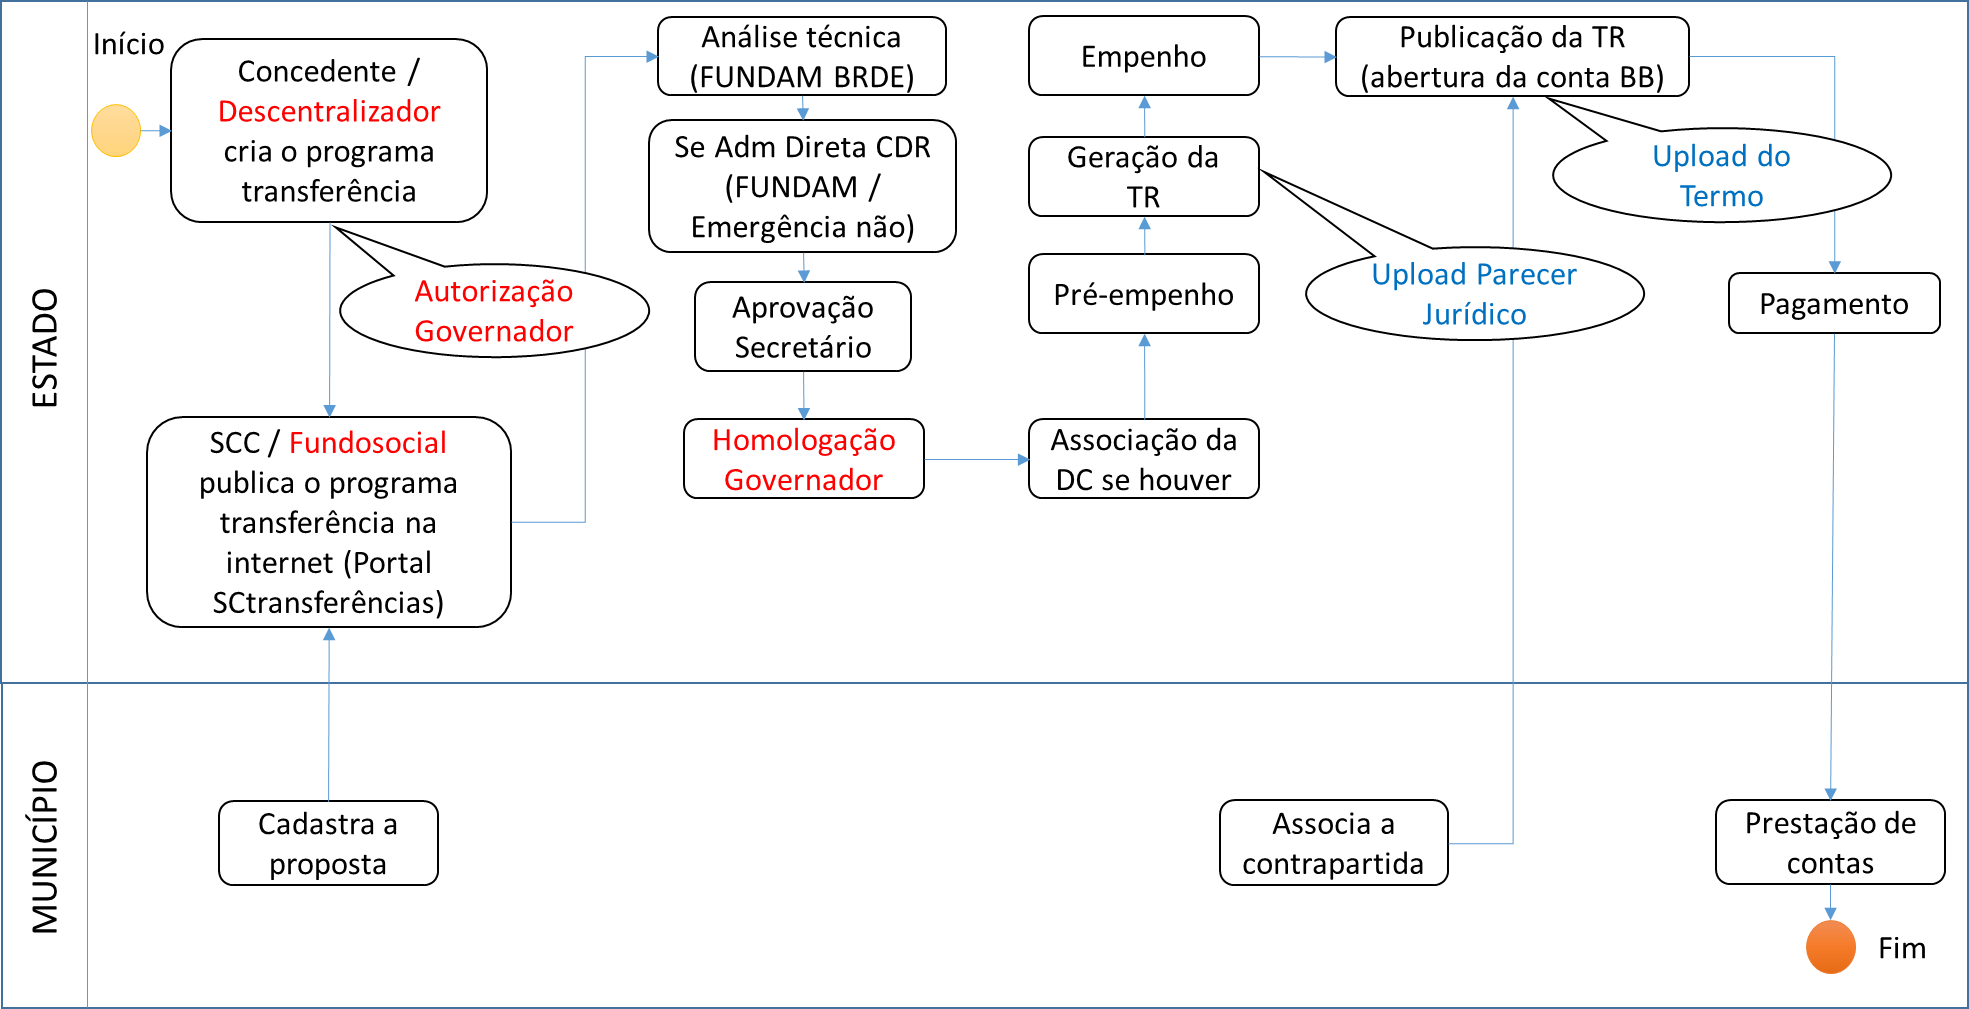 ESTADO
Início
Concedente /
Descentralizador
cria o programa
transferência
Autorização
Governador
SCC / Fundosocial
publica o programa
transferência na
internet (Portal
SCtransferências)
Análise técnica
(FUNDAM BRDE)
Se Adm Direta CDR
(FUNDAM /
Emergência não)
Aprovação
Secretário
Homologação
Governador
Associação da
DC se houver
Pré-empenho
Geração da
TR
Upload Parecer
Jurídico
Empenho
Publicação da TR
(abertura da conta BB)
Upload do
Termo
Pagamento
MUNICÍPIO
Cadastra a
proposta
Associa a
contrapartida
Prestação de
contas
Fim